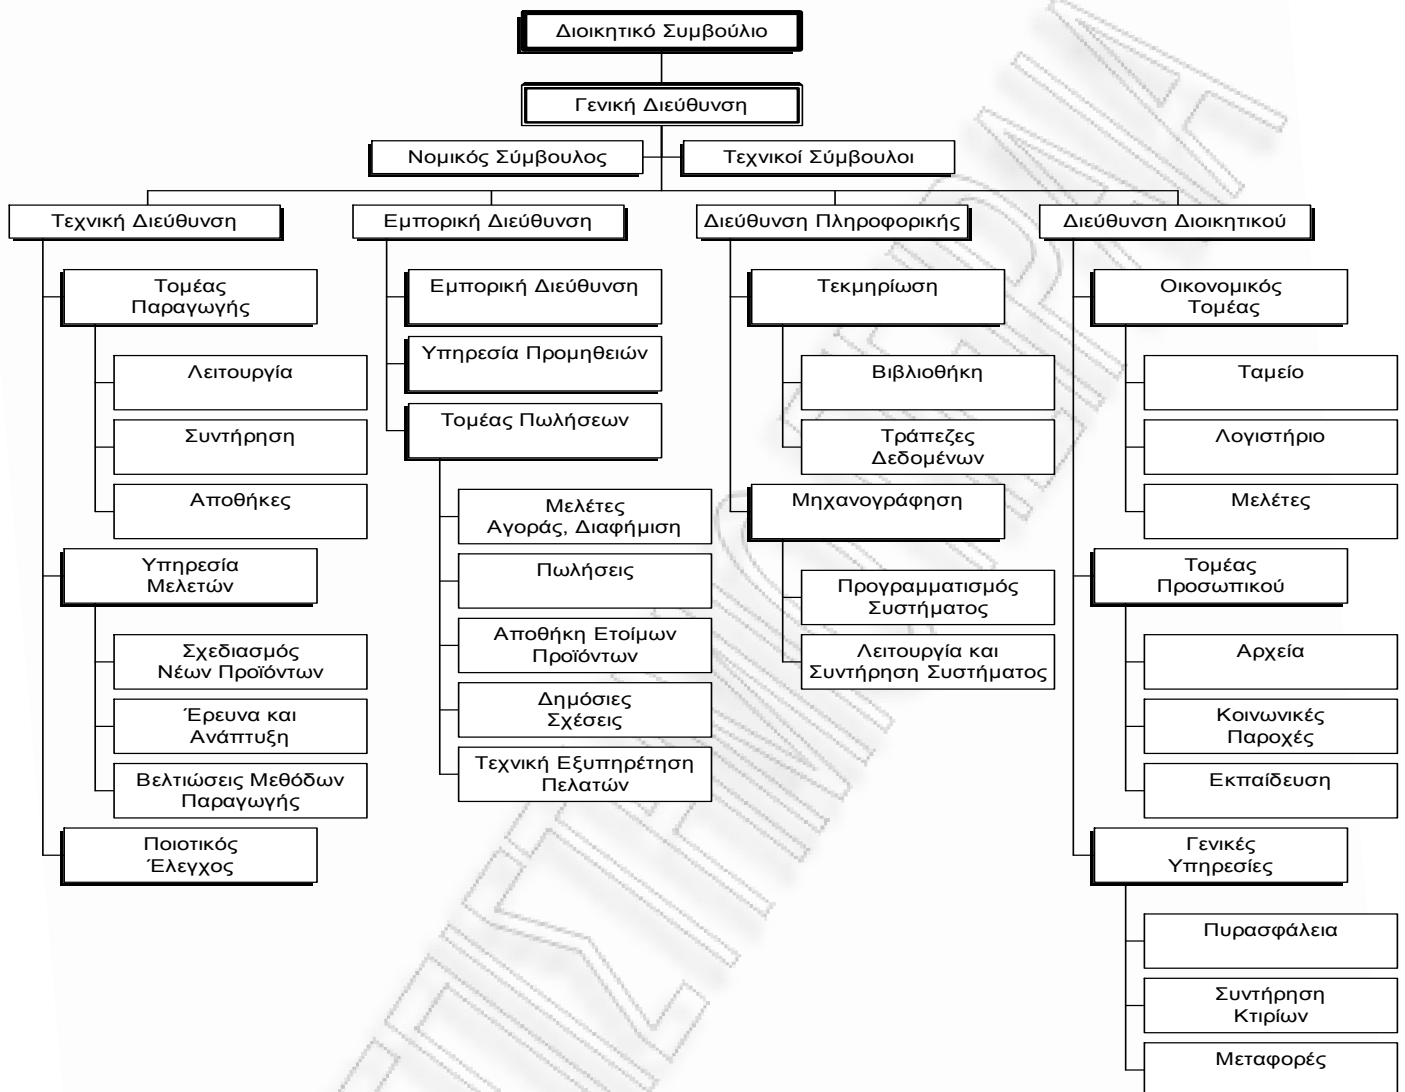 Διοικητικό Συμβούλιο
Γενική Διεύθυνση
Νομικός Σύμβουλος
Τεχνικοί Σύμβουλοι
Τεχνική Διεύθυνση
Τομέας
Παραγωγής
Λειτουργία
Συντήρηση
Αποθήκες
Υπηρεσία
Μελετών
Σχεδιασμός
Νέων Προϊόντων
Έρευνα και
Ανάπτυξη
Βελτιώσεις Μεθόδων
Παραγωγής
Ποιοτικός
Έλεγχος
Εμπορική Διεύθυνση
Εμπορική Διεύθυνση
Υπηρεσία Προμηθειών
Τομέας Πωλήσεων
Μελέτες
Αγοράς, Διαφήμιση
Πωλήσεις
Αποθήκη Ετοίμων
Προϊόντων
Δημόσιες
Σχέσεις
Τεχνική Εξυπηρέτηση
Πελατών
Διεύθυνση Πληροφορικής
Τεκμηρίωση
Βιβλιοθήκη
Τράπεζες
Δεδομένων
Μηχανογράφηση
Προγραμματισμός
Συστήματος
Λειτουργία και
Συντήρηση Συστήματος
Διεύθυνση Διοικητικού
Οικονομικός
Τομέας
Ταμείο
Λογιστήριο
Μελέτες
Τομέας
Προσωπικού
Αρχεία
Κοινωνικές
Παροχές
Εκπαίδευση
Γενικές
Υπηρεσίες
Πυρασφάλεια
Συντήρηση
Κτιρίων
Μεταφορές